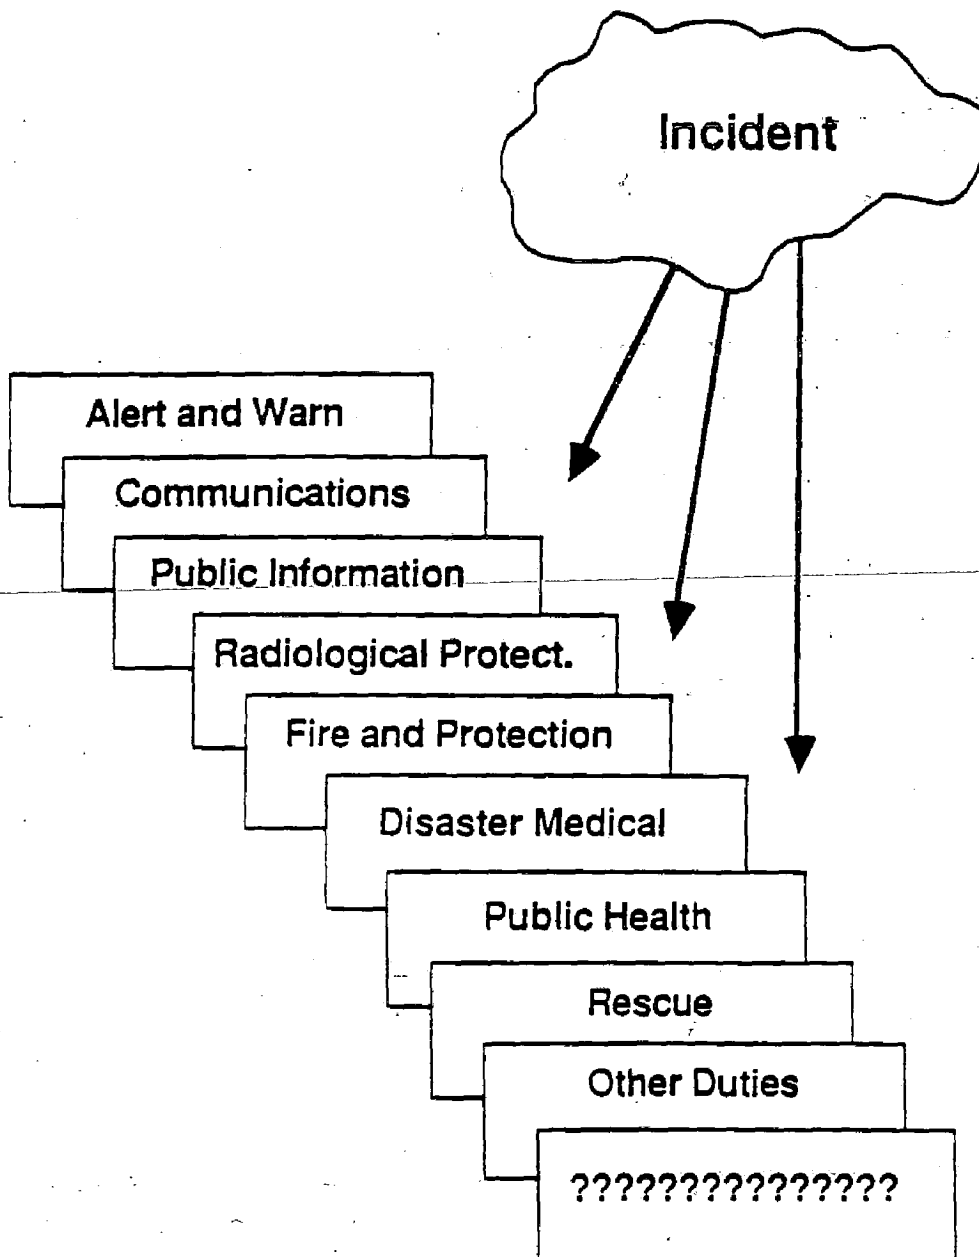 Incident
Alert and Warn
Communications
Public Information
Radiological Protect.
Fire and Protection
Disaster Medical
Public Health
Rescue
Other Duties
???????????????